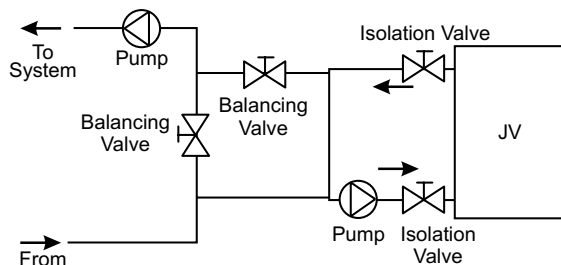 To
System
Pump
Isolation Valve
Balancing
Valve
Balancing
Valve
JV
From
Pump
Isolation
Valve